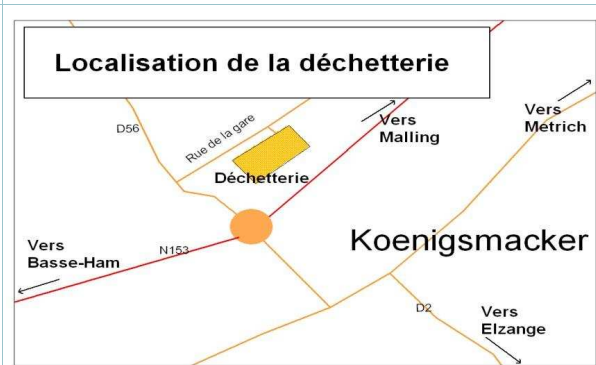 Localisation de la déchetterie
D56
Rue de la gare
Vers
Malling
Vers
Métrich
Déchetterie
Koenigsmacker
Vers
Basse-Ham
N153
D2
Vers
Elzange